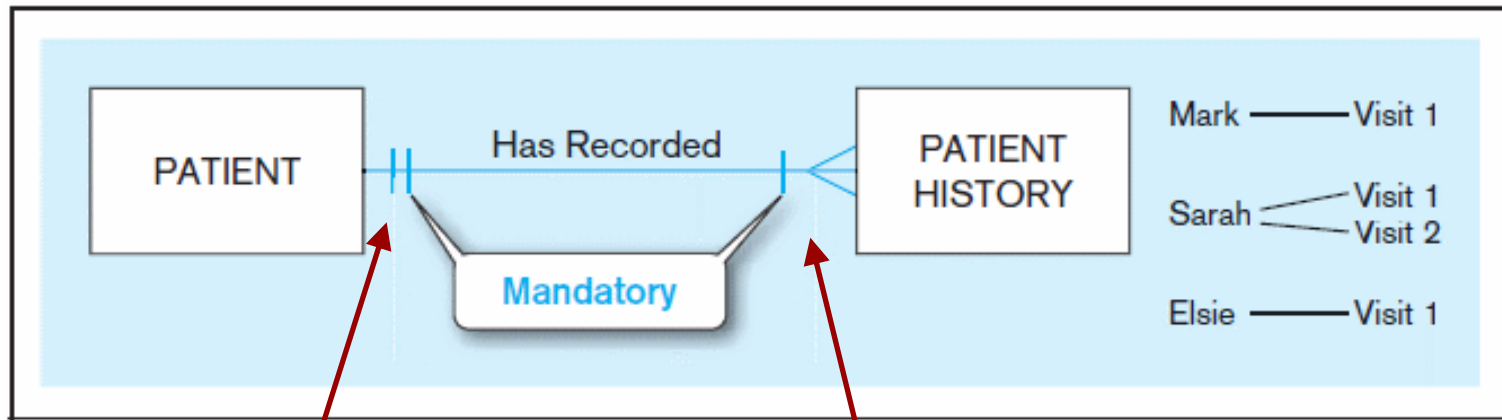 PATIENT
Has Recorded
PATIENT
HISTORY
Mandatory
Mark Visit 1
Sarah Visit 1
Visit 2
Elsie Visit 1